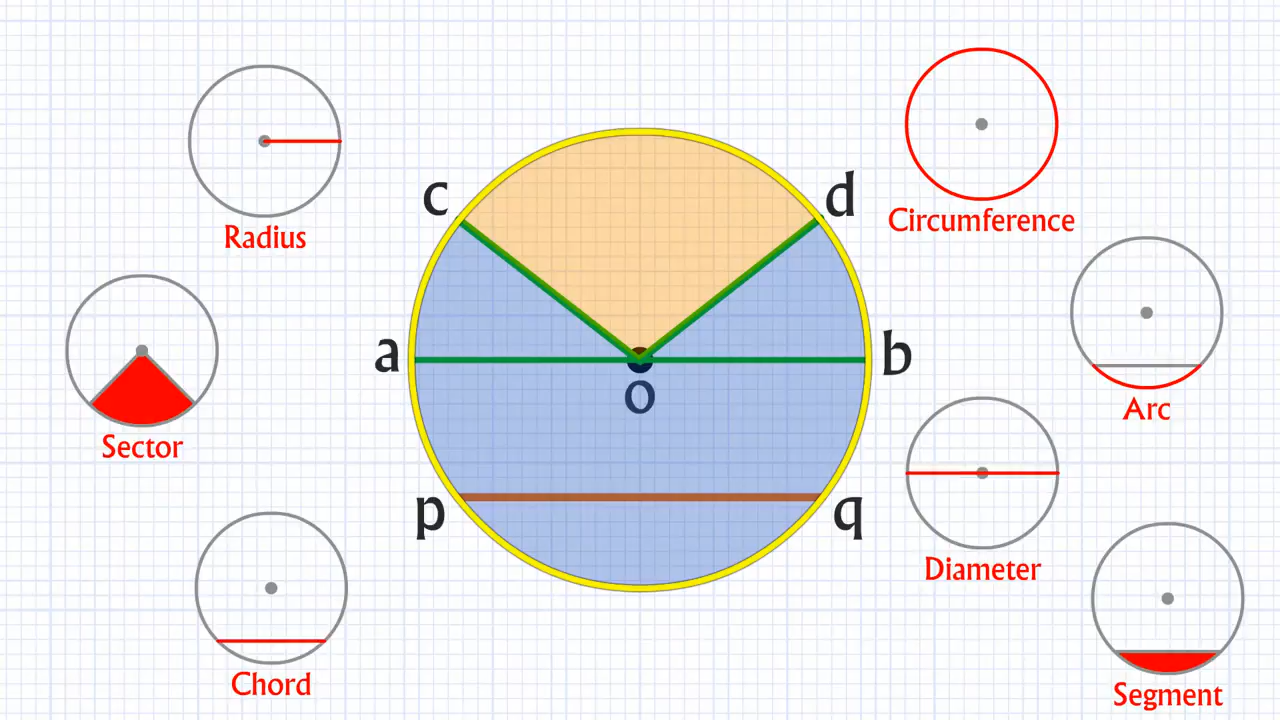 Radius
Circumference
c
d
a
b
o
Sector
Arc
p
q
Diameter
Chord
Segment